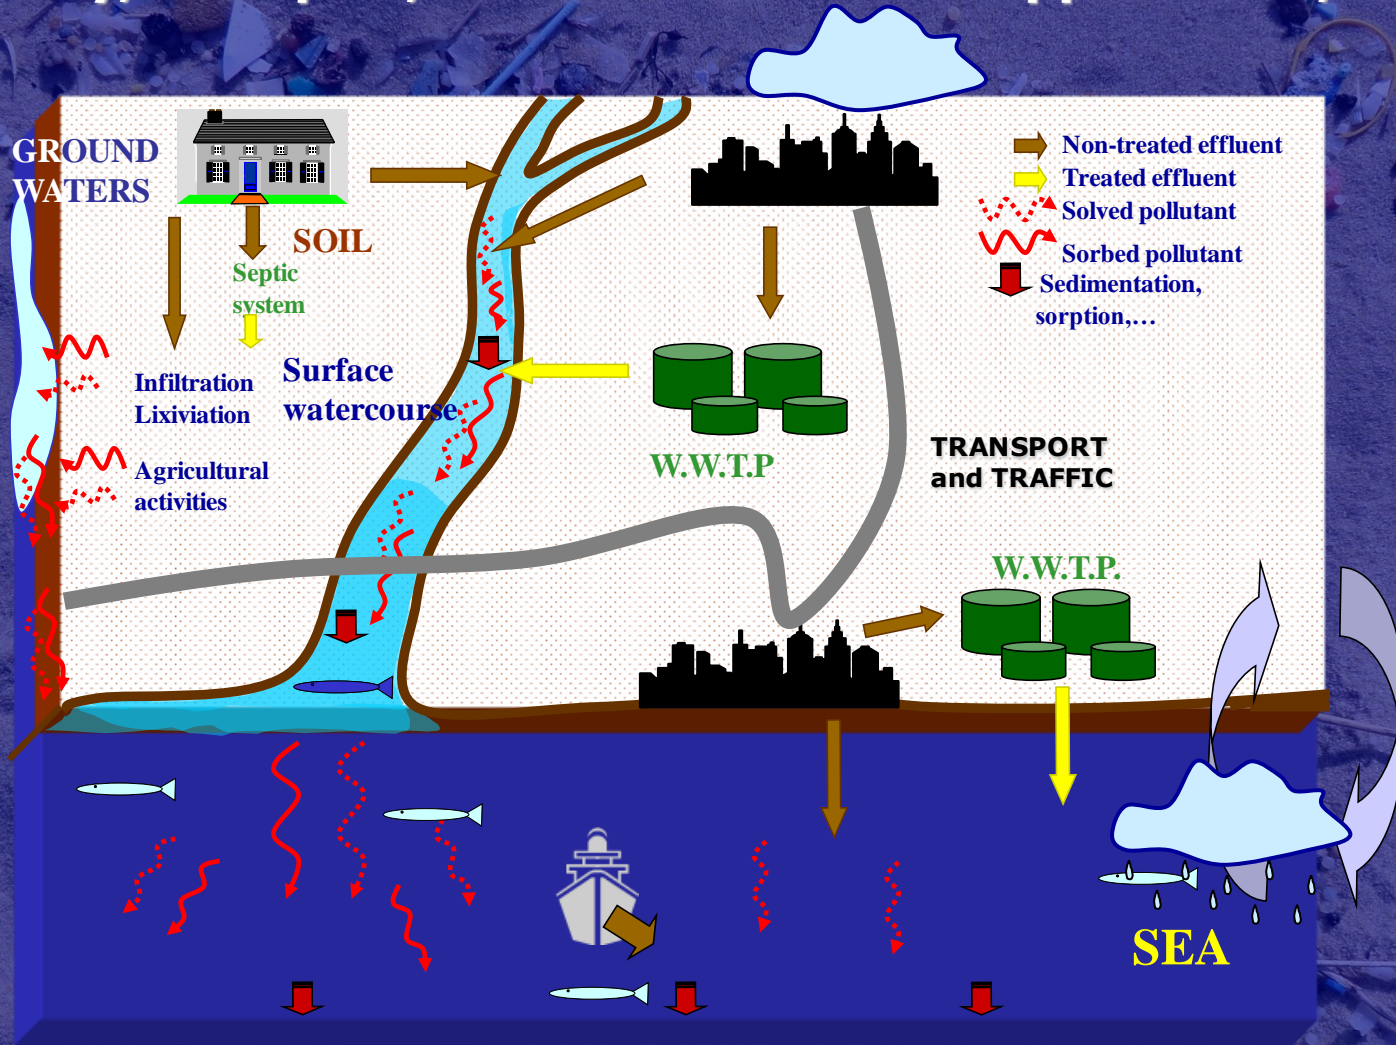 GROUND
WATERS
SOIL
Septic
system
Infiltration
Lixiviation
Agricultural
activities
Surface
watercourse
W.W.T.P
Non-treated effluent
Treated effluent
Solved pollutant
Sorbed pollutant
Sedimentation,
sorption,…
TRANSPORT
and TRAFFIC
W.W.T.P.
SEA